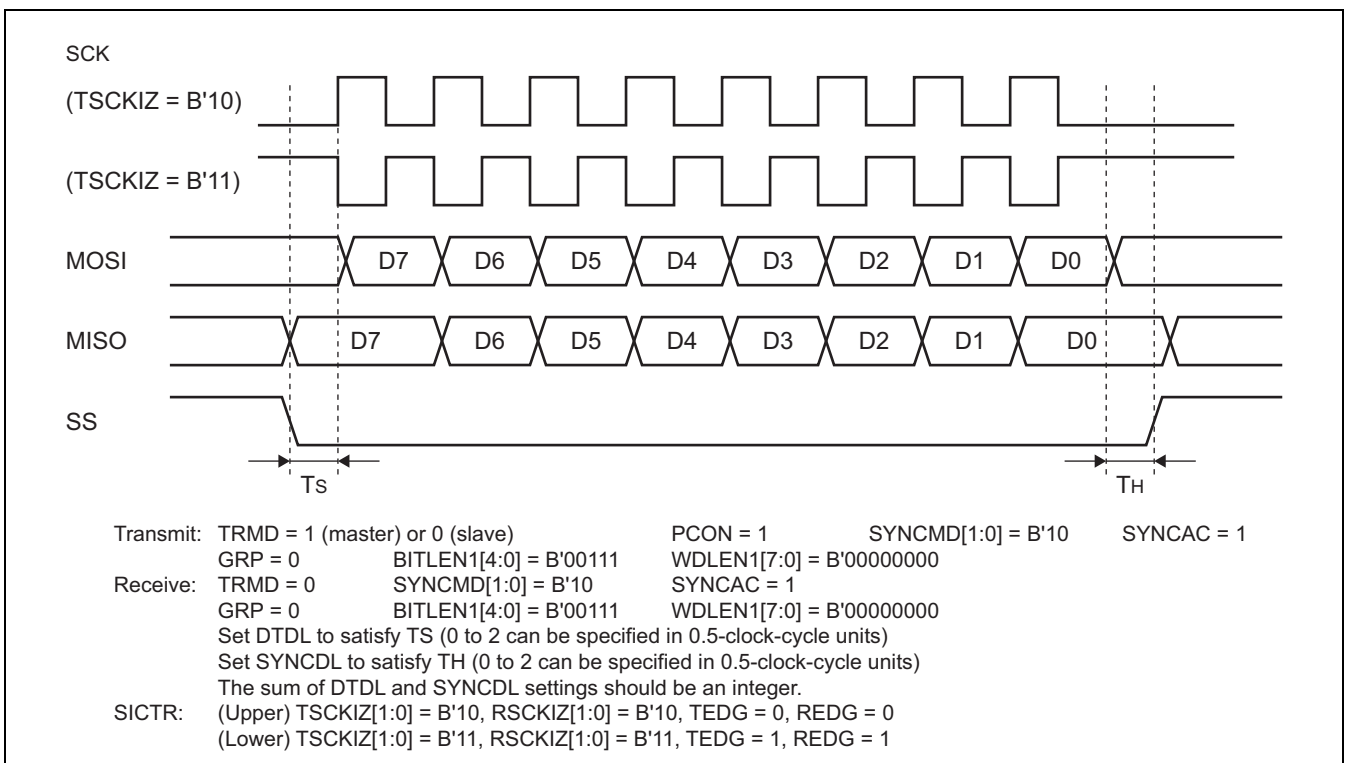 SCK
(TSCKIZ = B'10)
(TSCKIZ = B'11)
MOSI D7 D6 D5 D4 D3 D2 D1 D0
MISO D7 D6 D5 D4 D3 D2 D1 D0
SS
TS TH
Transmit: TRMD = 1 (master) or 0 (slave) PCON = 1 SYNCMD[1:0] = B'10 SYNCAC = 1
GRP = 0 BITLEN1[4:0] = B'00111 WDLEN1[7:0] = B'00000000
Receive: TRMD = 0 SYNCMD[1:0] = B'10 SYNCAC = 1
GRP = 0 BITLEN1[4:0] = B'00111 WDLEN1[7:0] = B'00000000
Set DTDL to satisfy TS (0 to 2 can be specified in 0.5-clock-cycle units)
Set SYNCDL to satisfy TH (0 to 2 can be specified in 0.5-clock-cycle units)
The sum of DTDL and SYNCDL settings should be an integer.
SICTR: (Upper) TSCKIZ[1:0] = B'10, RSCKIZ[1:0] = B'10, TEDG = 0, REDG = 0
(Lower) TSCKIZ[1:0] = B'11, RSCKIZ[1:0] = B'11, TEDG = 1, REDG = 1